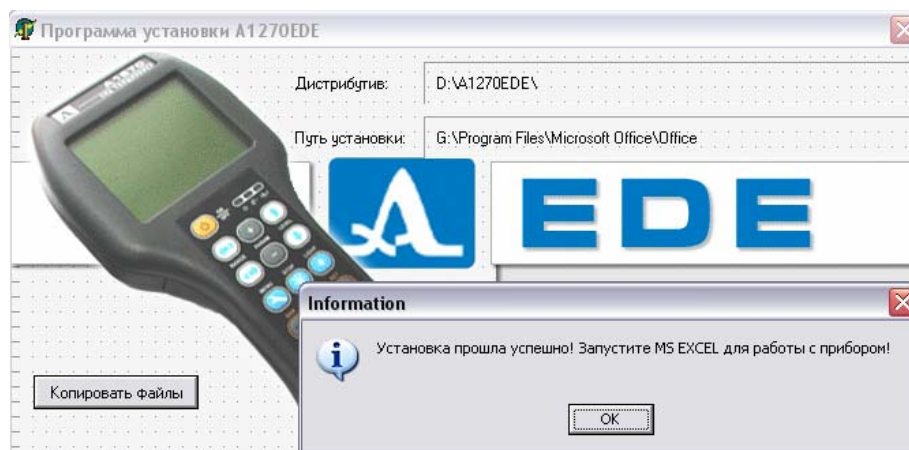 Программа установки A1270EDE
Дистрибутив:
D:\A1270EDE\
Путь установки:
G:\Program Files\Microsoft Office\Office
EDE
Information
Установка прошла успешно! Запустите MS EXCEL для работы с прибором!
Копировать файлы
OK